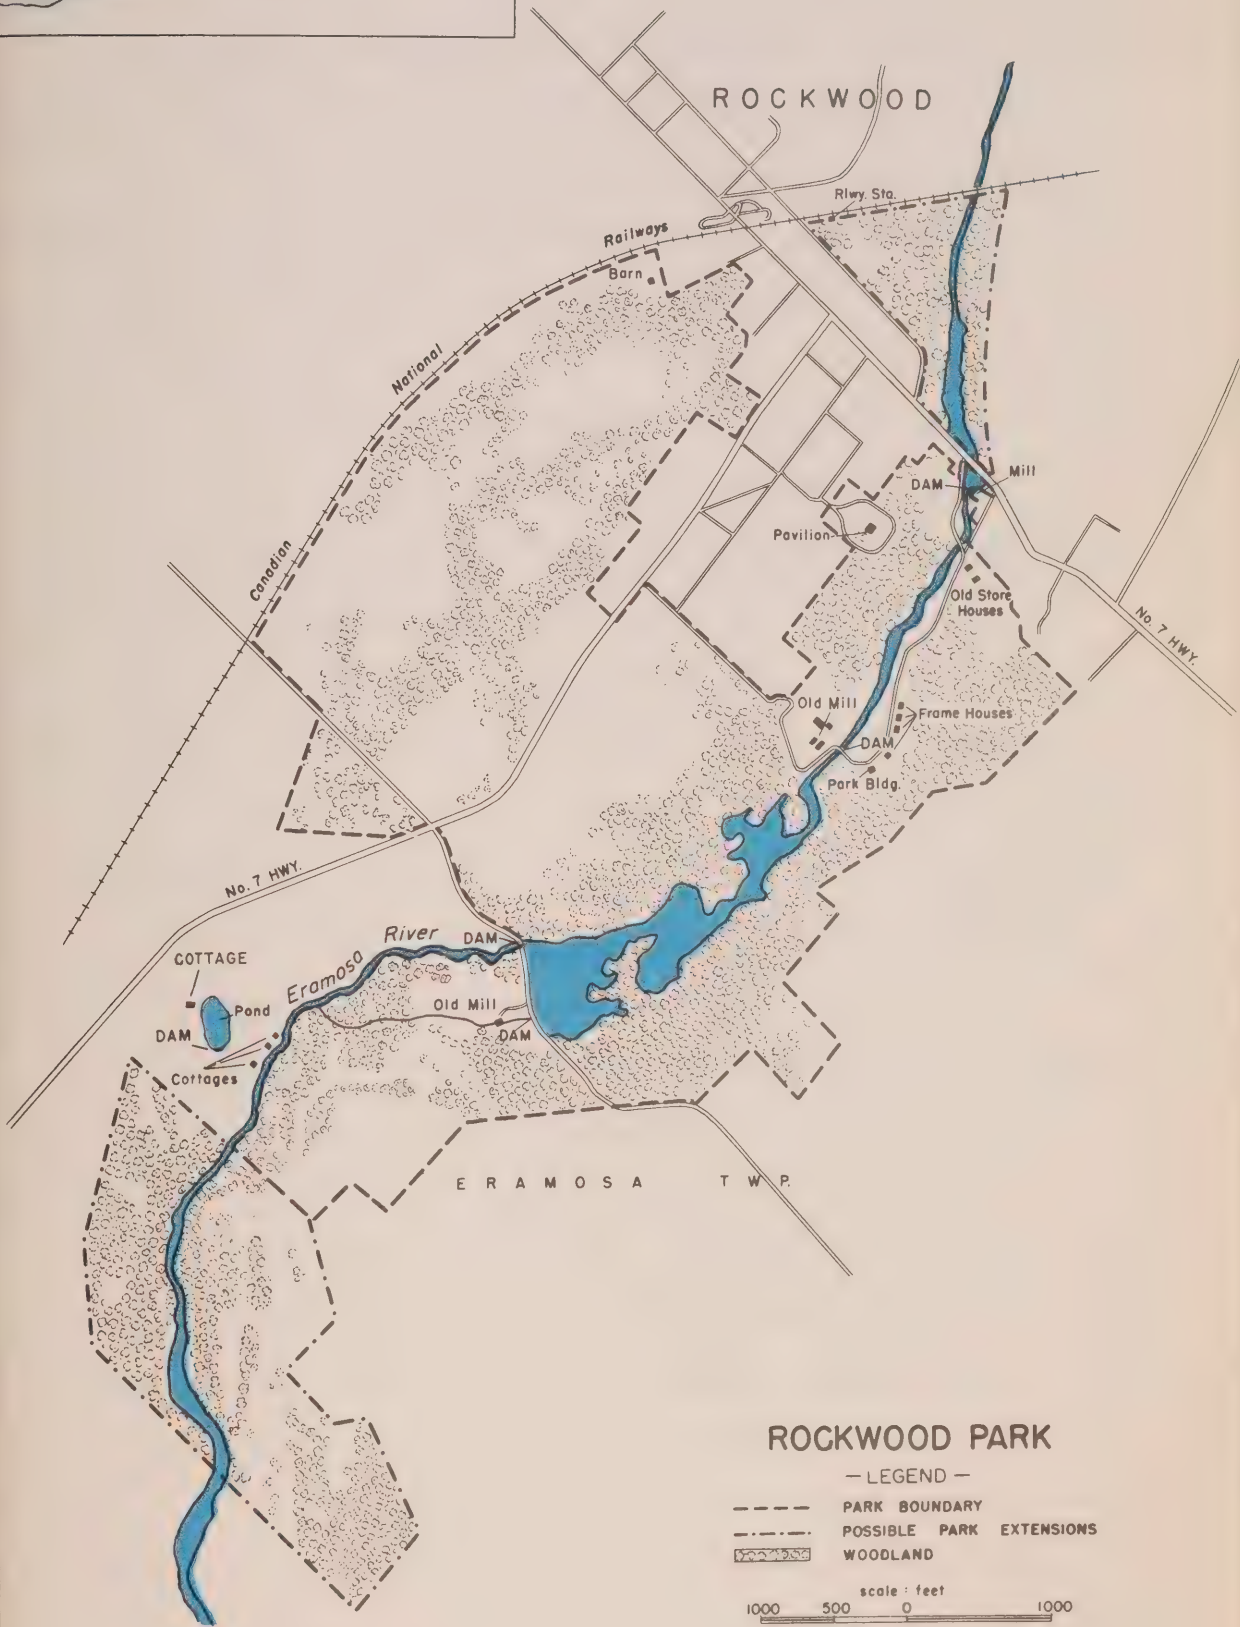 ROCKWOOD
Rlwy. Sta.
Railways
Barn
National
Canadian
Mill
DAM
Pavilion
Old Store
Houses
No. 7 HWY.
Old Mill
Frame Houses
DAM
Park Bldg.
No. 7 HWY.
River
DAM
Eramosa
COTTAGE
Pond
Old Mill
DAM
DAM
Cottages
ERAMOSA TWP.
ROCKWOOD PARK
— LEGEND —
PARK BOUNDARY
POSSIBLE PARK EXTENSIONS
WOODLAND
scale : feet
1000 500 0 1000